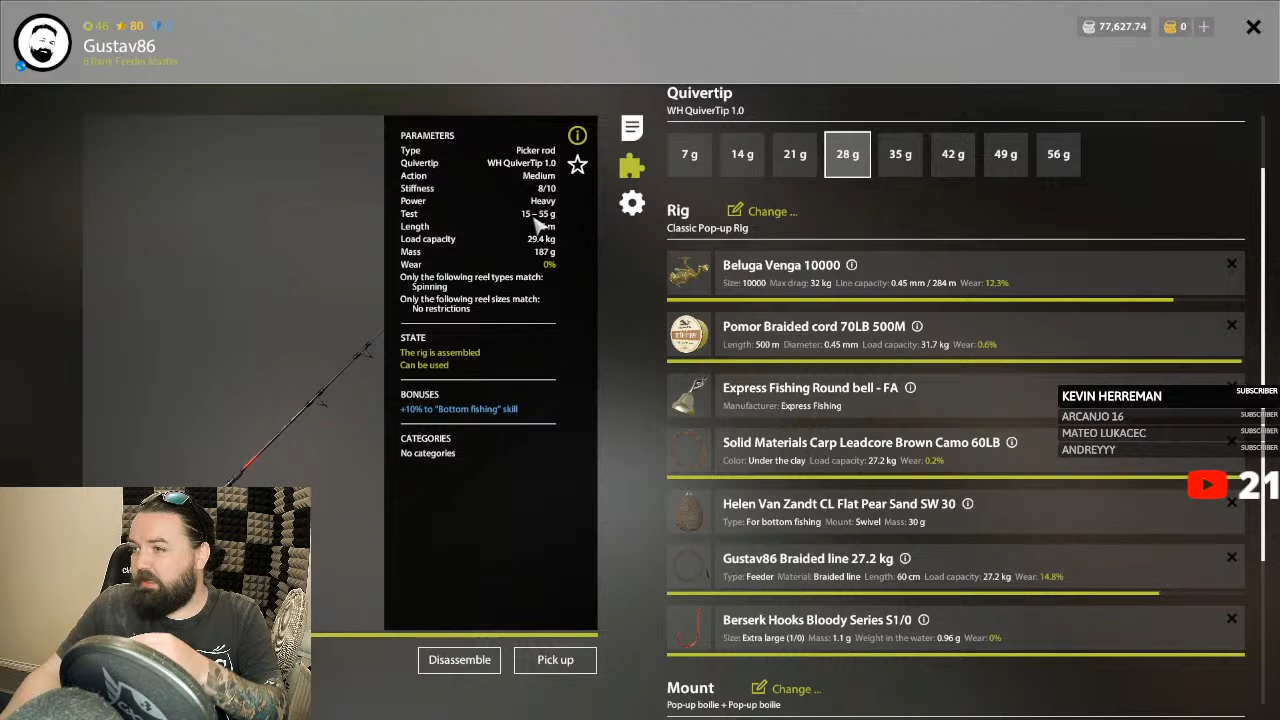 46 80
Gustav86
6 Rank Feeder Master
77,627.74 0 +
PARAMETERS
Type Picker rod
Quivertip WH QuiverTip 1.0
Action Medium
Stiffness 8/10
Power Heavy
Test 15 – 55 g
Length m
Load capacity 29.4 kg
Mass 187 g
Wear 0%
Only the following reel types match:
Spinning
Only the following reel sizes match:
No restrictions
STATE
The rig is assembled
Can be used
BONUSES
+10% to "Bottom fishing" skill
CATEGORIES
No categories
Disassemble
Pick up
Quivertip
WH QuiverTip 1.0
7 g 14 g 21 g 28 g 35 g 42 g 49 g 56 g
Rig Change ...
Classic Pop-up Rig
Beluga Venga 10000
Size: 10000 Max drag: 32 kg Line capacity: 0.45 mm / 284 m Wear: 12.3%
Pomor Braided cord 70LB 500M
Length: 500 m Diameter: 0.45 mm Load capacity: 31.7 kg Wear: 0.6%
Express Fishing Round bell - FA
Manufacturer: Express Fishing
Solid Materials Carp Leadcore Brown Camo 60LB
Color: Under the clay Load capacity: 27.2 kg Wear: 0.2%
Helen Van Zandt CL Flat Pear Sand SW 30
Type: For bottom fishing Mount: Swivel Mass: 30 g
Gustav86 Braided line 27.2 kg
Type: Feeder Material: Braided line Length: 60 cm Load capacity: 27.2 kg Wear: 14.8%
Berserk Hooks Bloody Series S1/0
Size: Extra large (1/0) Mass: 1.1 g Weight in the water: 0.96 g Wear: 0%
Mount Change ...
Pop-up boilie + Pop-up boilie
KEVIN HERREMAN SUBSCRIBER
ARCANJO 16 SUBSCRIBER
MATEO LUKACEC SUBSCRIBER
ANDREYYY SUBSCRIBER
21